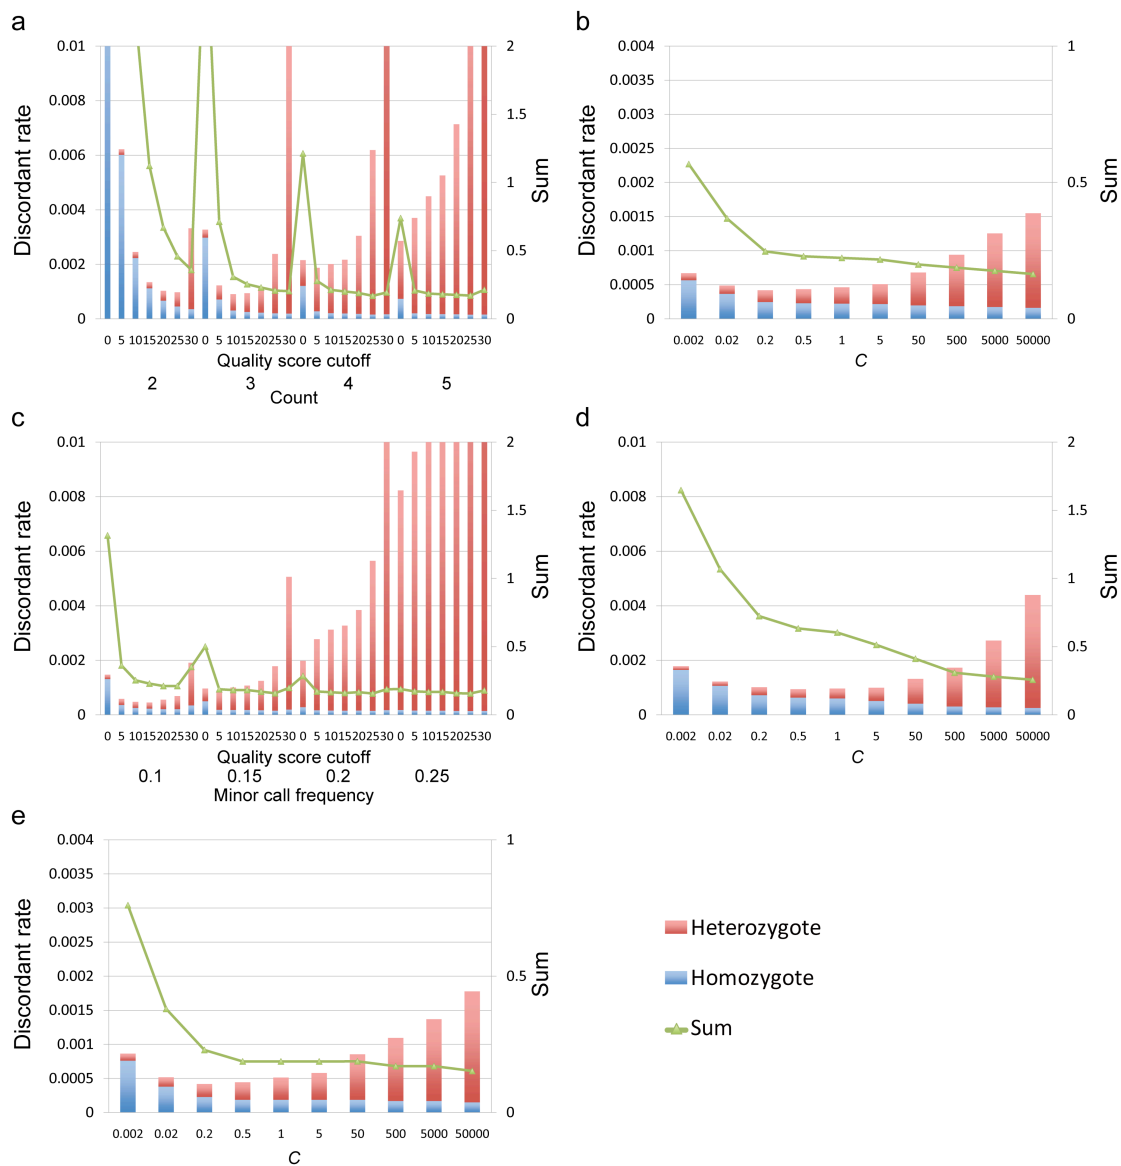 a
0.01
0.008
0.006
0.004
0.002
0
Discordant rate
2
1.5
1
0.5
0
Sum
0 5 1015202530 0 5 1015202530 0 5 1015202530 0 5 1015202530
Quality score cutoff
2 3 4 5
Count
b
0.004
0.0035
0.003
0.0025
0.002
0.0015
0.001
0.0005
0
Discordant rate
1
0.5
0
Sum
0.002 0.02 0.2 0.5 1 5 50 500 5000 50000
C
c
0.01
0.008
0.006
0.004
0.002
0
Discordant rate
2
1.5
1
0.5
0
Sum
0 5 1015202530 0 5 1015202530 0 5 1015202530 0 5 1015202530
Quality score cutoff
0.1 0.15 0.2 0.25
Minor call frequency
d
0.01
0.008
0.006
0.004
0.002
0
Discordant rate
2
1.5
1
0.5
0
Sum
0.002 0.02 0.2 0.5 1 5 50 500 5000 50000
C
e
0.004
0.0035
0.003
0.0025
0.002
0.0015
0.001
0.0005
0
Discordant rate
1
0.5
0
Sum
0.002 0.02 0.2 0.5 1 5 50 500 5000 50000
C
Heterozygote
Homozygote
Sum